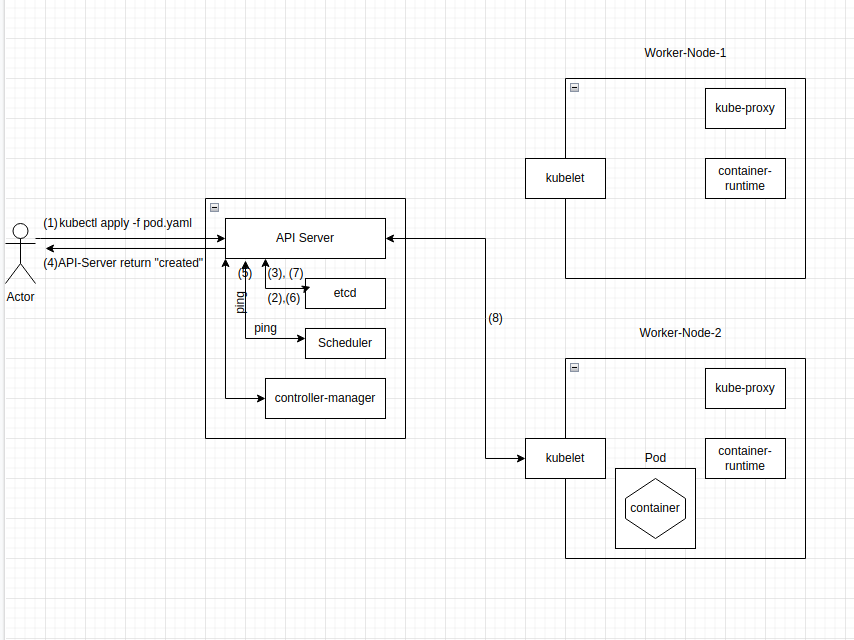 Worker-Node-1
kube-proxy
kubelet
container-
runtime
(1) kubectl apply -f pod.yaml
API Server
(4)API-Server return "created"
Actor
(5)
(3), (7)
(2),(6)
ping
etcd
ping
Scheduler
controller-manager
(8)
Worker-Node-2
kube-proxy
kubelet
Pod
container-
runtime
container